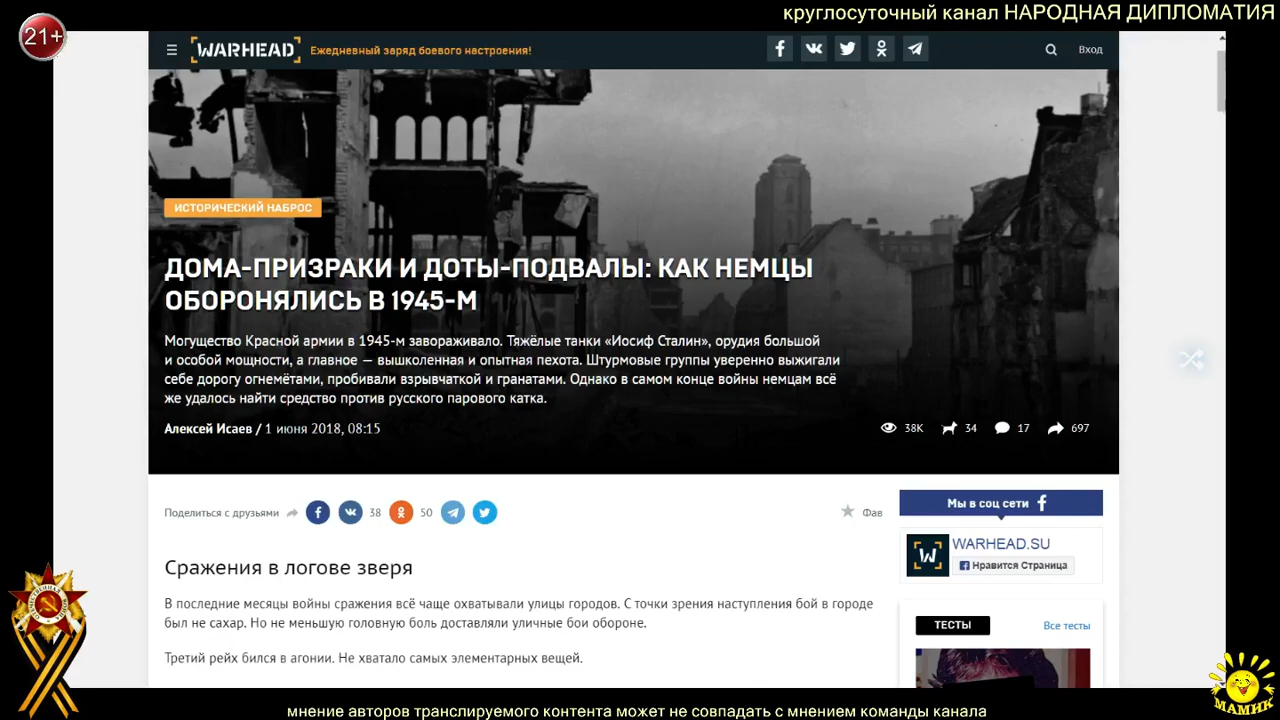 круглосуточный канал НАРОДНАЯ ДИПЛОМАТИЯ
21+
WARHEAD
Ежедневный заряд боевого настроения!
Вход
ИСТОРИЧЕСКИЙ НАБРОС
ДОМА-ПРИЗРАКИ И ДОТЫ-ПОДВАЛЫ: КАК НЕМЦЫ
ОБОРОНЯЛИСЬ В 1945-М
Могущество Красной армии в 1945-м завораживало. Тяжёлые танки «Иосиф Сталин», орудия большой
и особой мощности, а главное — вышколенная и опытная пехота. Штурмовые группы уверенно выжигали
себе дорогу огнемётами, пробивали взрывчаткой и гранатами. Однако в самом конце войны немцам всё
же удалось найти средство против русского парового катка.
Алексей Исаев / 1 июня 2018, 08:15
38K 34 17 697
Поделиться с друзьями 38 50
Фав
Мы в соц сети
WARHEAD.SU
Нравится Страница
Сражения в логове зверя
В последние месяцы войны сражения всё чаще охватывали улицы городов. С точки зрения наступления бой в городе
был не сахар. Но не меньшую головную боль доставляли уличные бои обороне.
ТЕСТЫ
Все тесты
Третий рейх бился в агонии. Не хватало самых элементарных вещей.
МАМИК
мнение авторов транслируемого контента может не совпадать с мнением команды канала